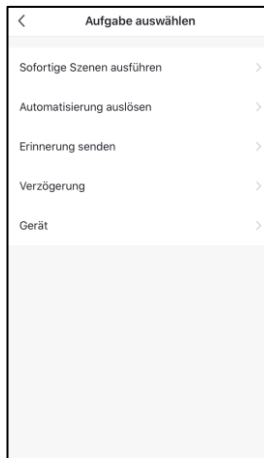 Aufgabe auswählen
Sofortige Szenen ausführen
Automatisierung auslösen
Erinnerung senden
Verzögerung
Gerät